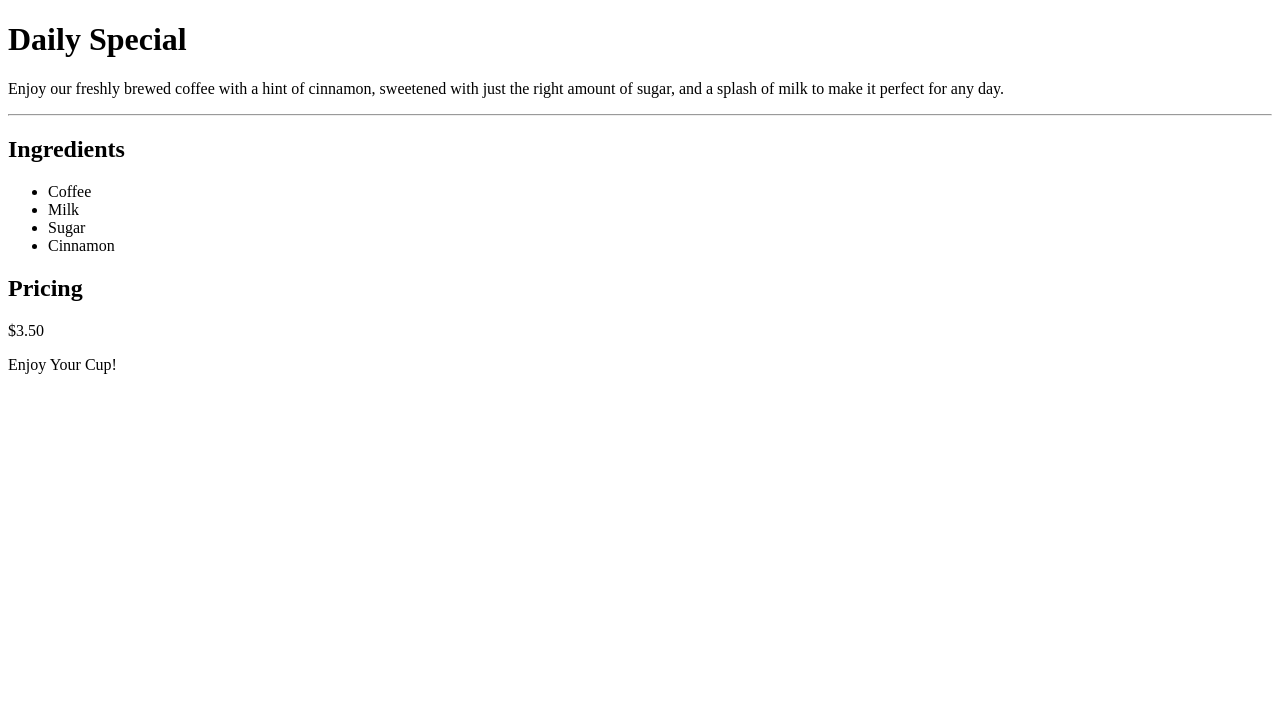 Daily Special
Enjoy our freshly brewed coffee with a hint of cinnamon, sweetened with just the right amount of sugar, and a splash of milk to make it perfect for any day.
Ingredients
Coffee
Milk
Sugar
Cinnamon
Pricing
$3.50
Enjoy Your Cup!